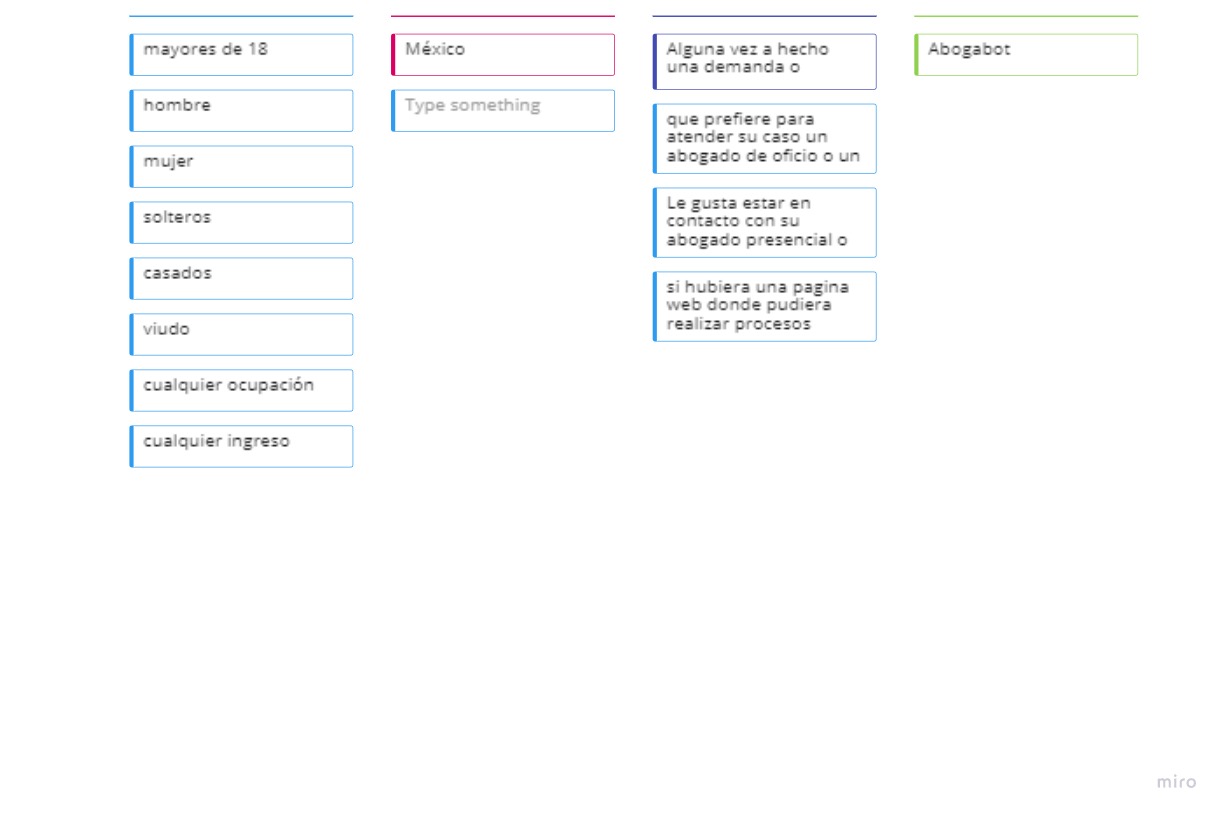 mayores de 18
hombre
mujer
solteros
casados
viudo
cualquier ocupación
cualquier ingreso
México
Type something
Alguna vez a hecho
una demanda o
que prefiere para
atender su caso un
abogado de oficio o un
Le gusta estar en
contacto con su
abogado presencial o
si hubiera una pagina
web donde pudiera
realizar procesos
Abogabot
miro